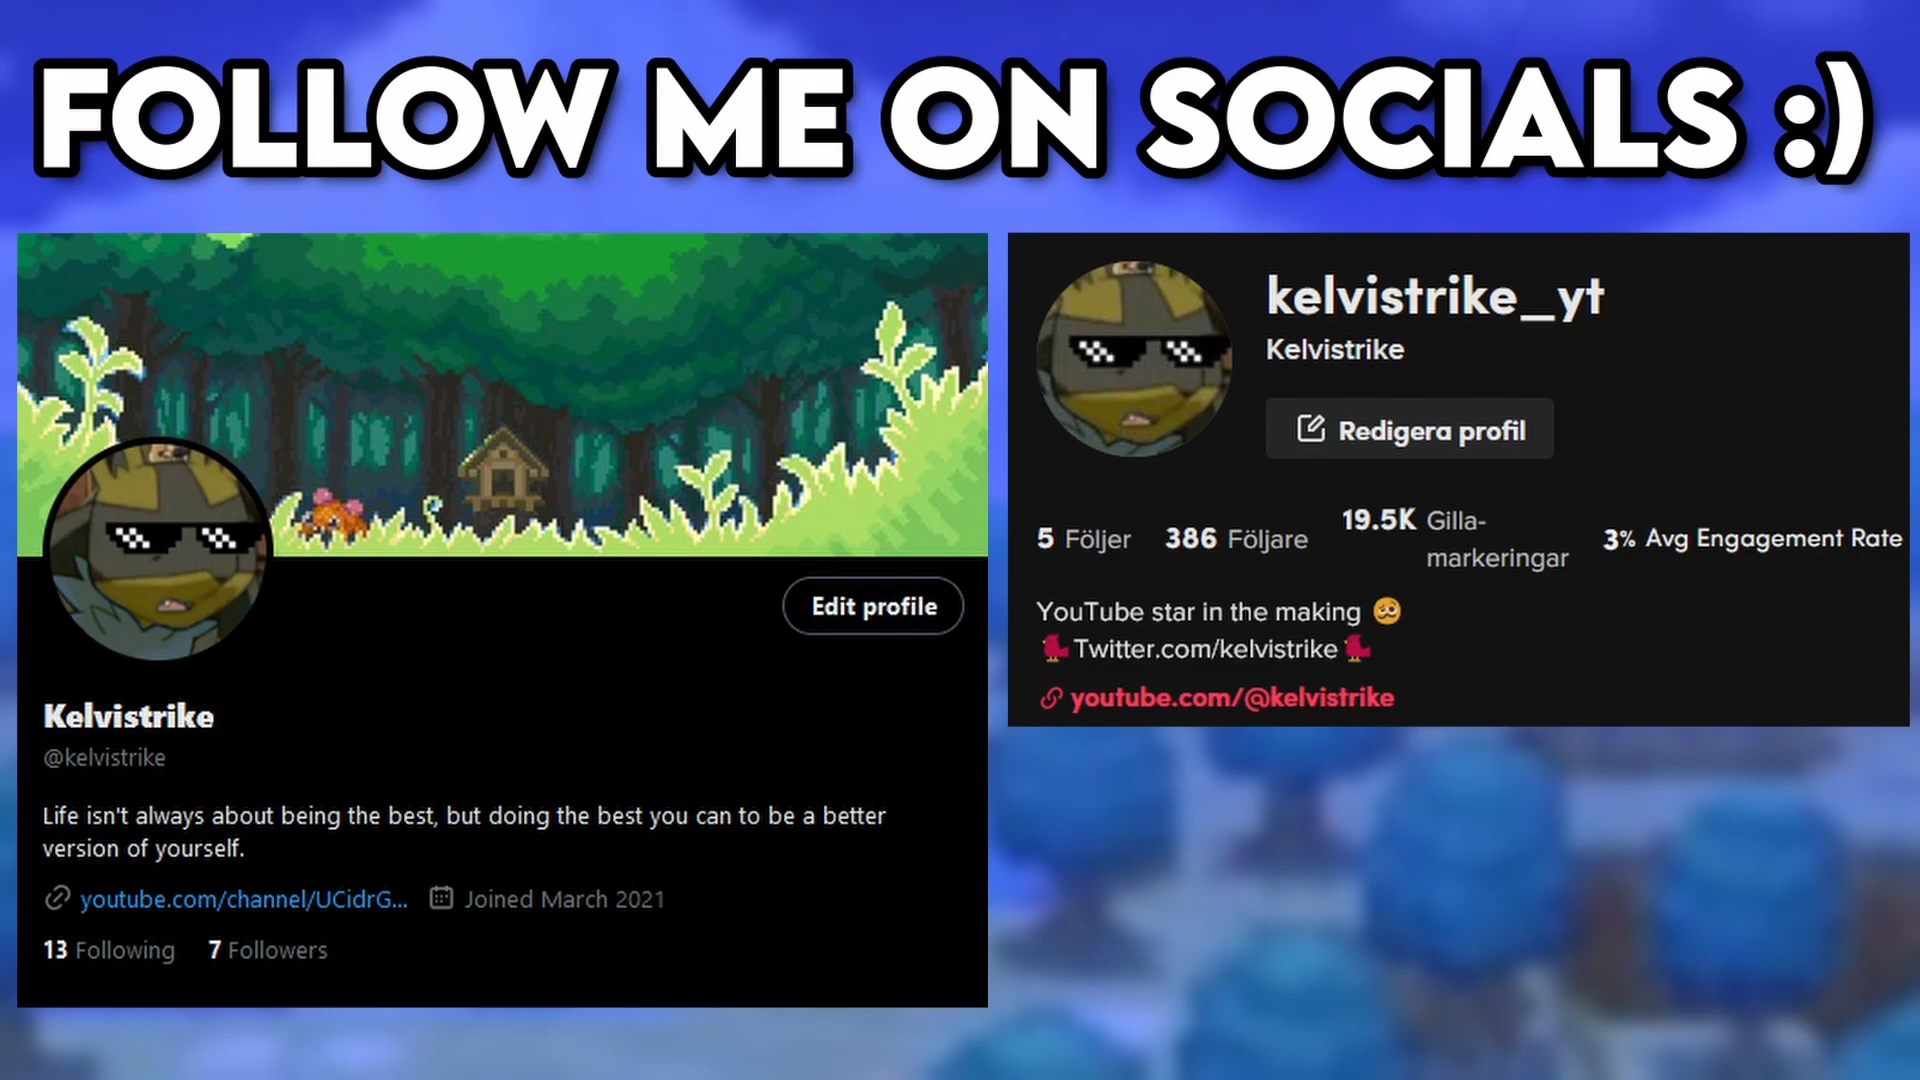 FOLLOW ME ON SOCIALS :)
Edit profile
Kelvistrike
@kelvistrike
Life isn't always about being the best, but doing the best you can to be a better
version of yourself.
youtube.com/channel/UCidrG...
Joined March 2021
13 Following 7 Followers
kelvistrike_yt
Kelvistrike
Redigera profil
5 Följer 386 Följare 19.5K Gilla-
markeringar
3% Avg Engagement Rate
YouTube star in the making 🥺
Twitter.com/kelvistrike
youtube.com/@kelvistrike